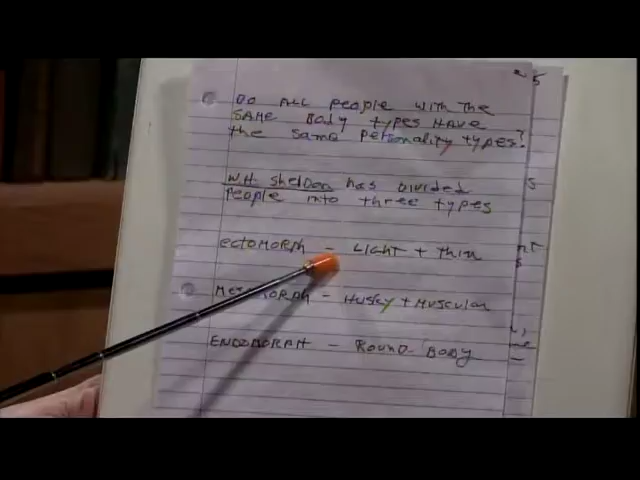 DO ALL people with the
SAME Body types HAVE
the same personality types?
W.H. Sheldon has Divided
People into three types
ECTOMORPH - LIGHT + Thin
MESOMORPH - HUSKY + MUSCULAR
ENDOMORPH - ROUND BODY